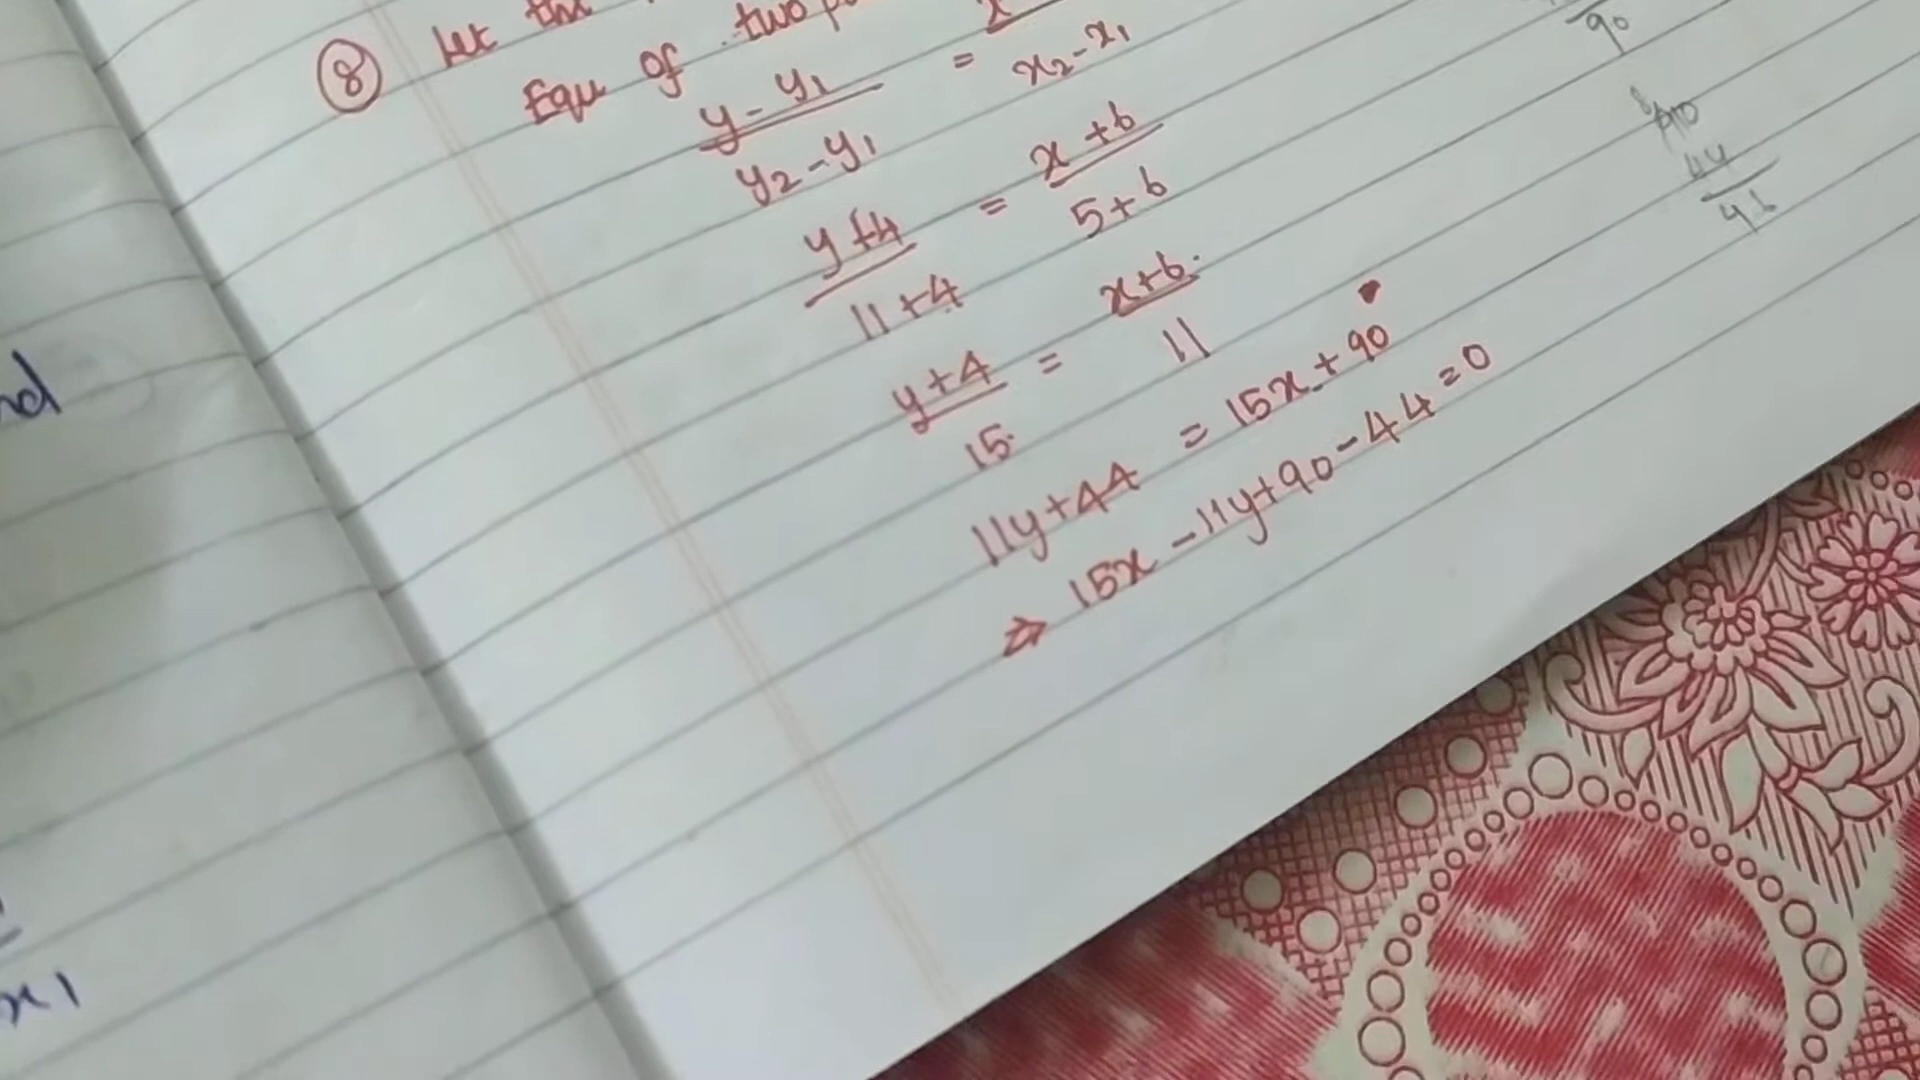 ⑧ Let the
Equ of two
y - y₁ / y₂ - y₁ = x / x₂ - x₁
y + 4 / 11 + 4 = x + 6 / 5 + 6
y + 4 / 15 = x + 6 / 11
11y + 44 = 15x + 90
⇒ 15x - 11y + 90 - 44 = 0
90
44
46
nd
x₁